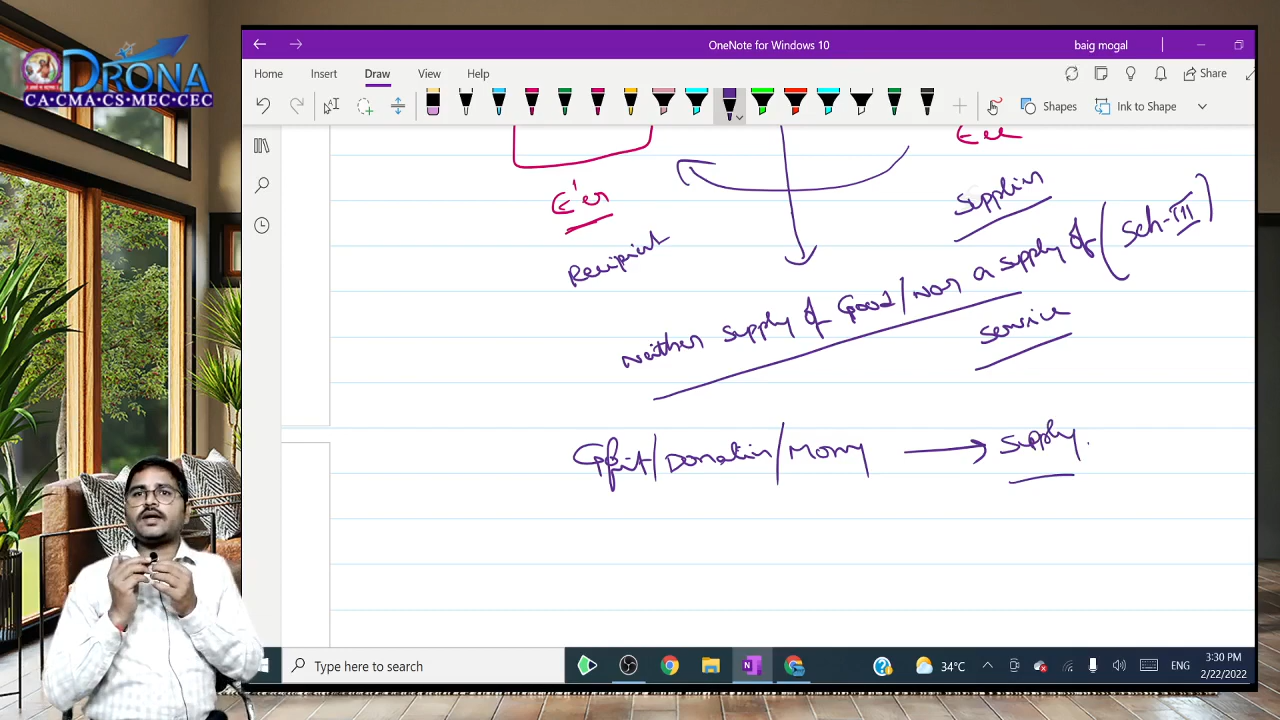 DRONA
CA•CMA•CS•MEC•CEC
OneNote for Windows 10
baig mogal
Home Insert Draw View Help
Share
Shapes
Ink to Shape
E'er
Eee
Recipient
Supplier
Neither Supply of Good/Nor a supply of (Sch-III)
Service
Gift/Donation/Money → Supply.
Type here to search
34°C
ENG
3:30 PM
2/22/2022